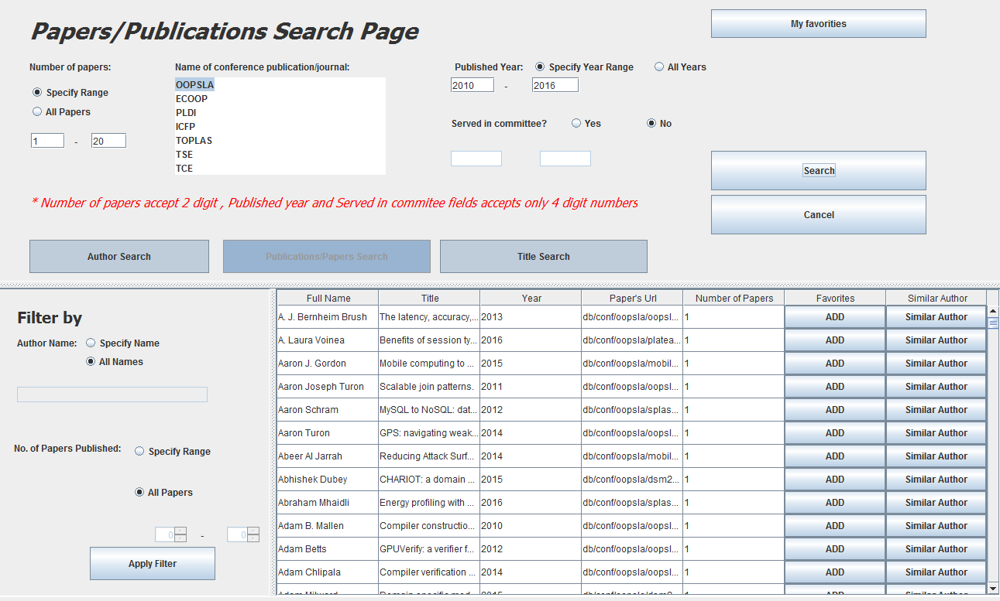 Papers/Publications Search Page
My favorities
Number of papers:
Name of conference publication/journal:
Published Year:
Specify Year Range
All Years
OOPSLA
ECOOP
PLDI
ICFP
TOPLAS
TSE
TCE
2010 - 2016
Specify Range
All Papers
1 - 20
Served in committee?
Yes
No
Search
* Number of papers accept 2 digit , Published year and Served in commitee fields accepts only 4 digit numbers
Cancel
Author Search
Publications/Papers Search
Title Search
Filter by
Author Name:
Specify Name
All Names
No. of Papers Published:
Specify Range
All Papers
0 - 0
Apply Filter
Full Name Title Year Paper's Url Number of Papers Favorites Similar Author
A. J. Bernheim Brush The latency, accuracy,... 2013 db/conf/oopsla/oopsl... 1 ADD Similar Author
A. Laura Voinea Benefits of session ty... 2016 db/conf/oopsla/platea... 1 ADD Similar Author
Aaron J. Gordon Mobile computing to ... 2015 db/conf/oopsla/mobil... 1 ADD Similar Author
Aaron Joseph Turon Scalable join patterns. 2011 db/conf/oopsla/oopsl... 1 ADD Similar Author
Aaron Schram MySQL to NoSQL: dat... 2012 db/conf/oopsla/splas... 1 ADD Similar Author
Aaron Turon GPS: navigating weak... 2014 db/conf/oopsla/oopsl... 1 ADD Similar Author
Abeer Al Jarrah Reducing Attack Surf... 2014 db/conf/oopsla/mobil... 1 ADD Similar Author
Abhishek Dubey CHARIOT: a domain ... 2015 db/conf/oopsla/dsm2... 1 ADD Similar Author
Abraham Mhaidli Energy profiling with ... 2016 db/conf/oopsla/splas... 1 ADD Similar Author
Adam B. Mallen Compiler constructio... 2010 db/conf/oopsla/oopsl... 1 ADD Similar Author
Adam Betts GPUVerify: a verifier f... 2012 db/conf/oopsla/oopsl... 1 ADD Similar Author
Adam Chlipala Compiler verification ... 2014 db/conf/oopsla/oopsl... 1 ADD Similar Author